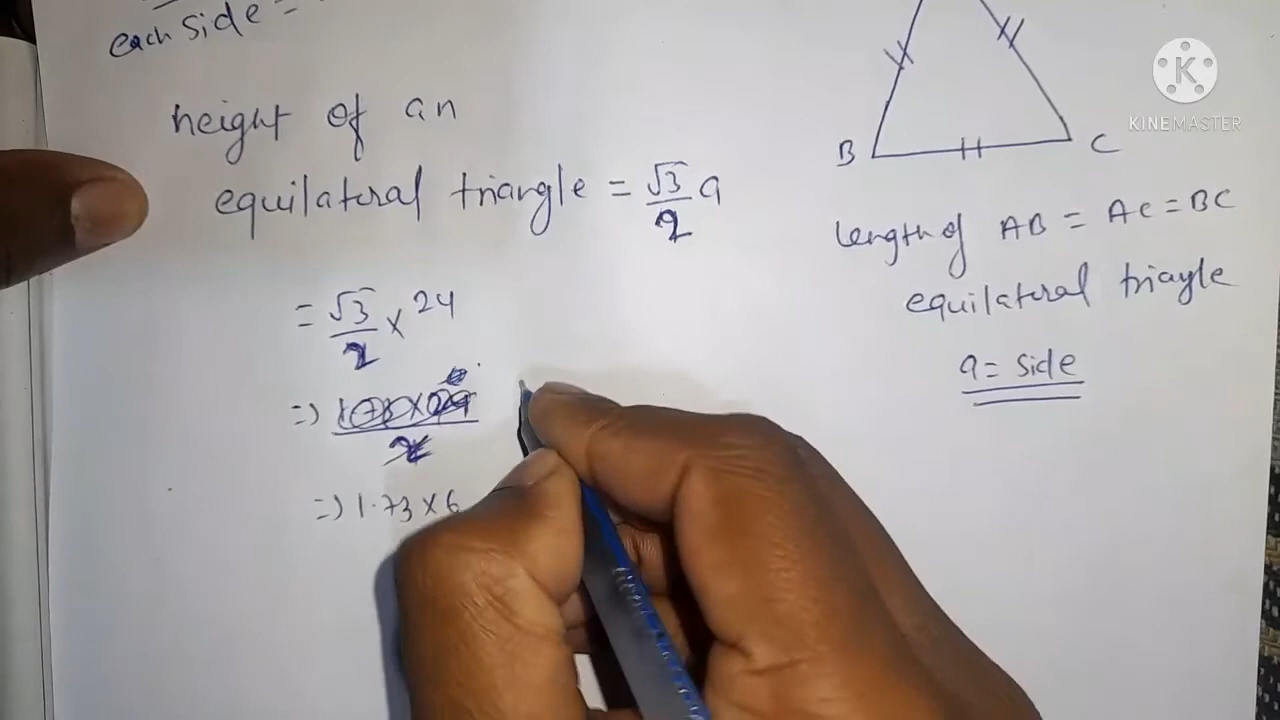 each side =
height of an
equilateral triangle = √3/2 a
= √3/2 × 24
=) 1.73 × 6
B
C
length of AB = AC = BC
equilateral triangle
a = side
KINEMASTER